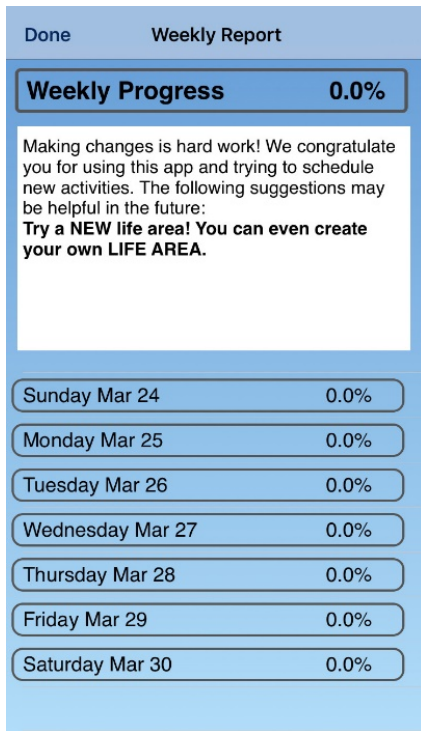 Done Weekly Report
Weekly Progress 0.0%
Making changes is hard work! We congratulate
you for using this app and trying to schedule
new activities. The following suggestions may
be helpful in the future:
Try a NEW life area! You can even create
your own LIFE AREA.
Sunday Mar 24 0.0%
Monday Mar 25 0.0%
Tuesday Mar 26 0.0%
Wednesday Mar 27 0.0%
Thursday Mar 28 0.0%
Friday Mar 29 0.0%
Saturday Mar 30 0.0%